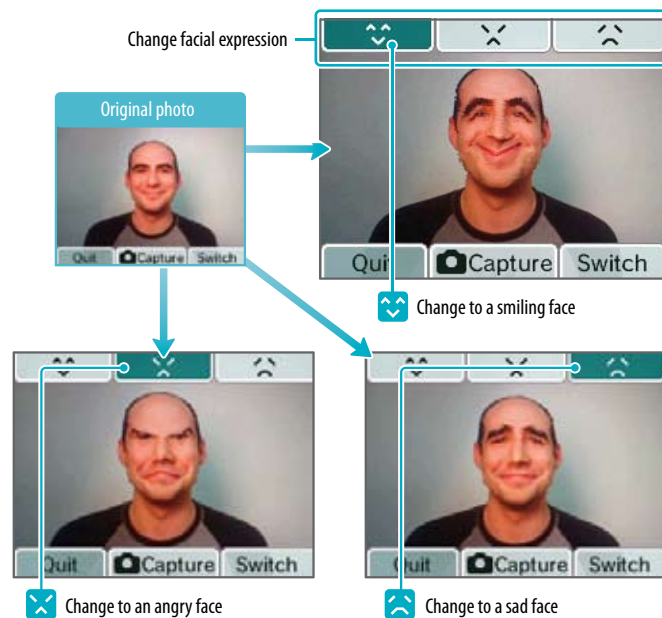 Change facial expression
Original photo
Quit Capture Switch
Quit Capture Switch
Change to a smiling face
Quit Capture Switch
Quit Capture Switch
Change to an angry face
Change to a sad face